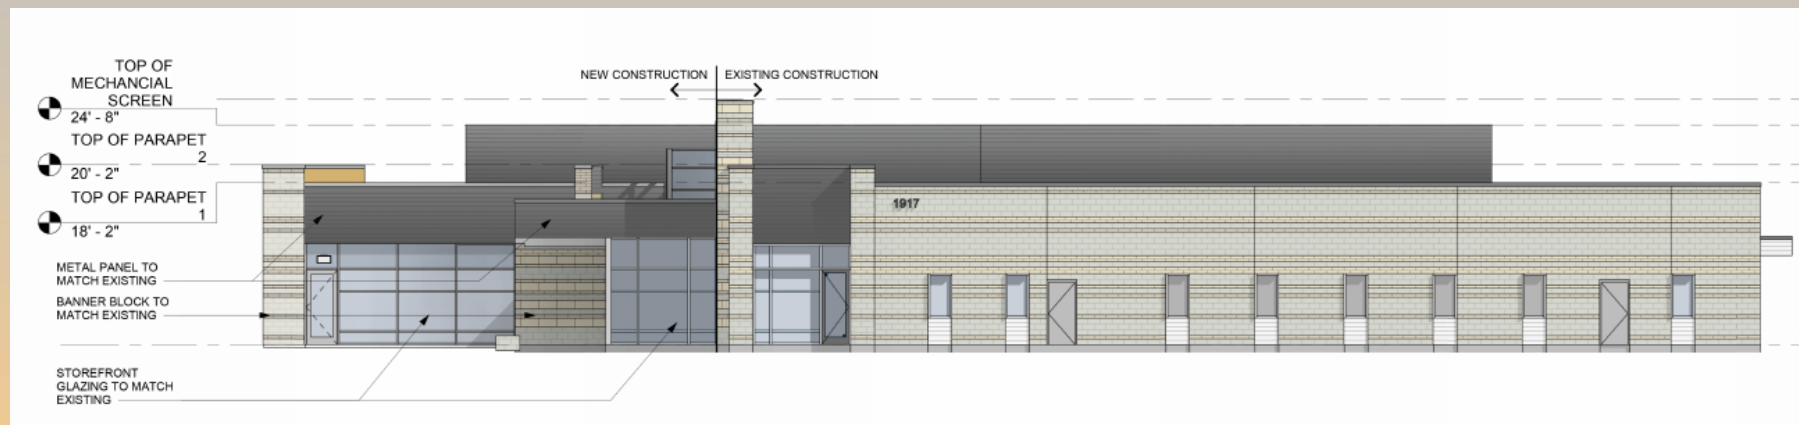 TOP OF
MECHANCIAL
SCREEN
24' - 8"
TOP OF PARAPET
2
20' - 2"
TOP OF PARAPET
1
18' - 2"
METAL PANEL TO
MATCH EXISTING
BANNER BLOCK TO
MATCH EXISTING
STOREFRONT
GLAZING TO MATCH
EXISTING
NEW CONSTRUCTION
EXISTING CONSTRUCTION
1917